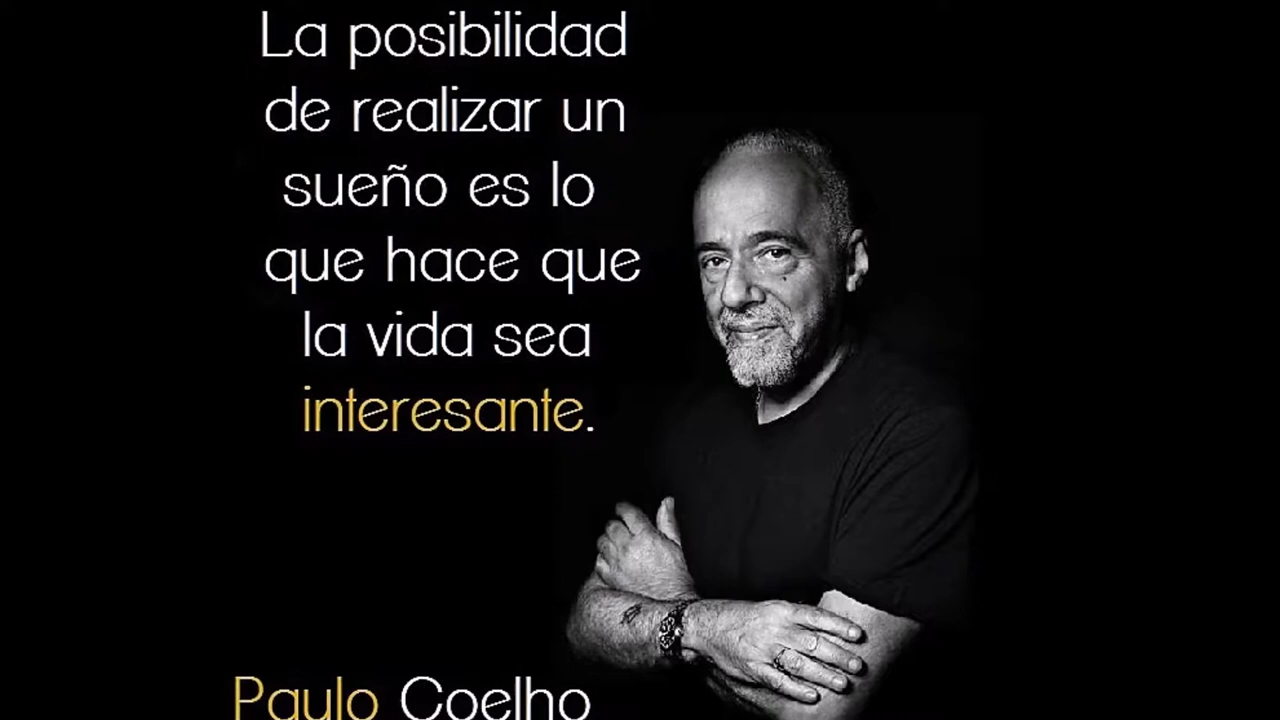 La posibilidad
de realizar un
sueño es lo
que hace que
la vida sea
interesante.
Paulo Coelho